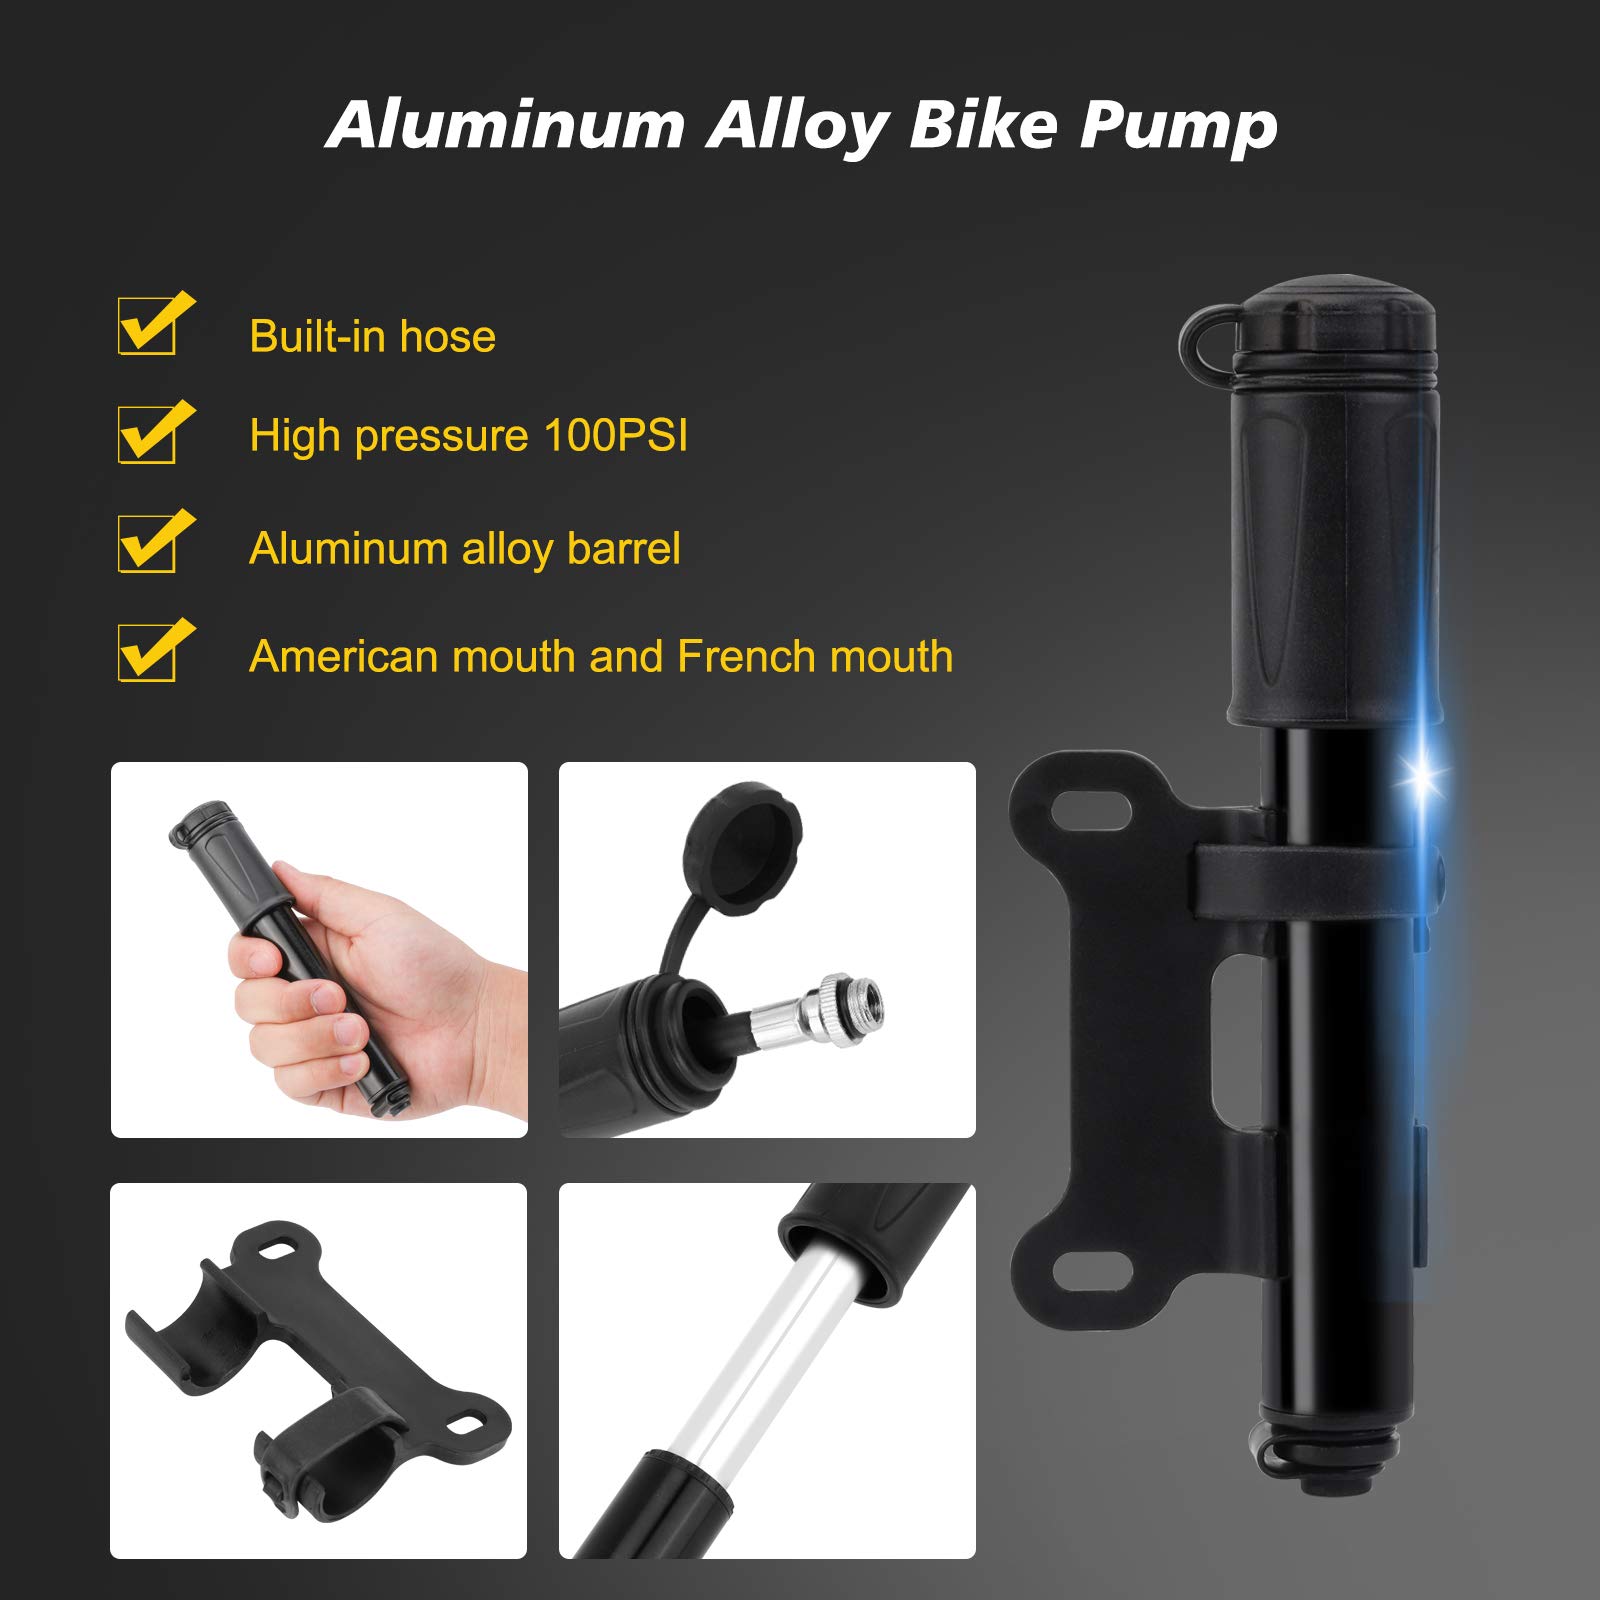 Aluminum Alloy Bike Pump
Built-in hose
High pressure 100PSI
Aluminum alloy barrel
American mouth and French mouth